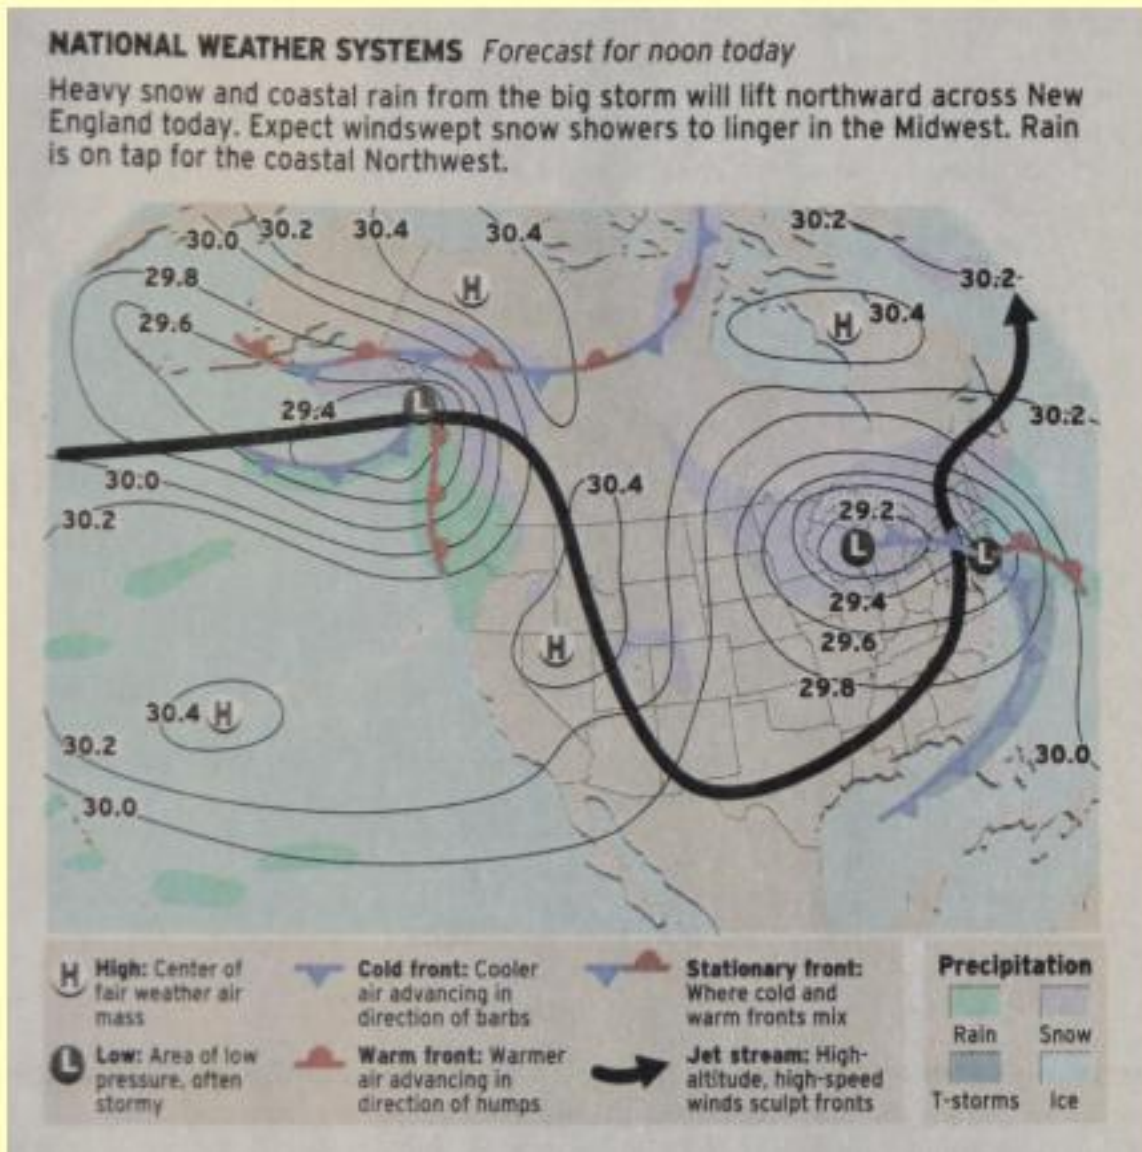 NATIONAL WEATHER SYSTEMS Forecast for noon today
Heavy snow and coastal rain from the big storm will lift northward across New
England today. Expect windswept snow showers to linger in the Midwest. Rain
is on tap for the coastal Northwest.
30.0 30.2 30.4 30.4 30.2
29.8 30.2
29.6 H H 30.4
29.4 L 30.2
30.0 30.4
30.2 29.2
L L
29.4
H 29.6
29.8
30.4 H
30.2 30.0
30.0
H High: Center of
fair weather air
mass
L Low: Area of low
pressure, often
stormy
Cold front: Cooler
air advancing in
direction of barbs
Warm front: Warmer
air advancing in
direction of humps
Stationary front:
Where cold and
warm fronts mix
Jet stream: High-
altitude, high-speed
winds sculpt fronts
Precipitation
Rain Snow
T-storms Ice